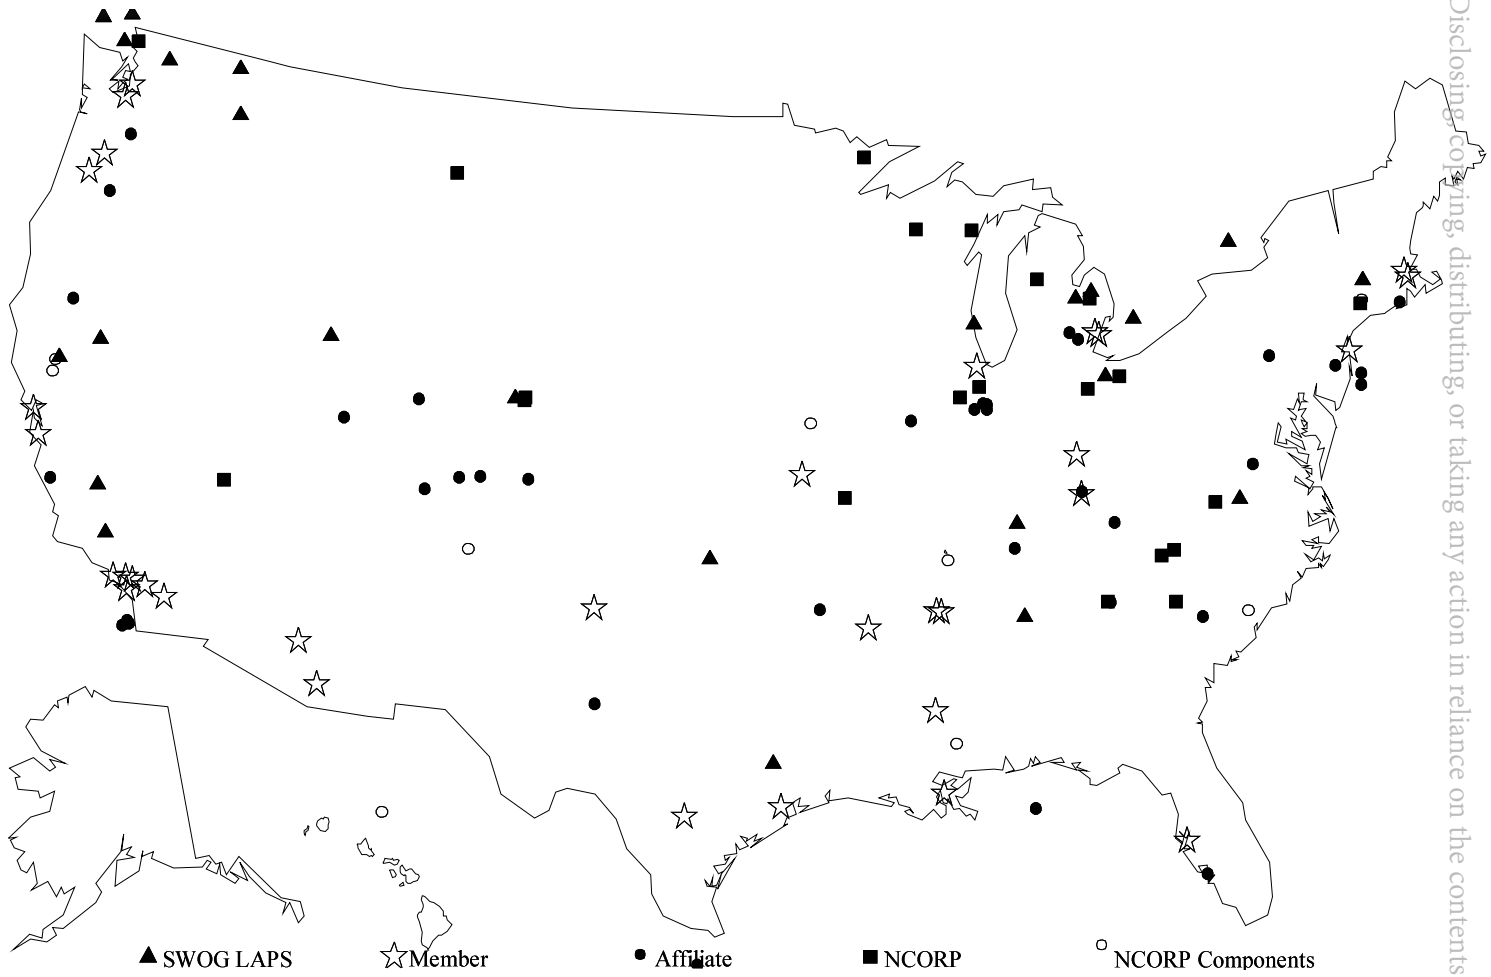 Disclosing, copying, distributing, or taking any action in reliance on the contents
SWOG LAPS
Member
Affiliate
NCORP
NCORP Components